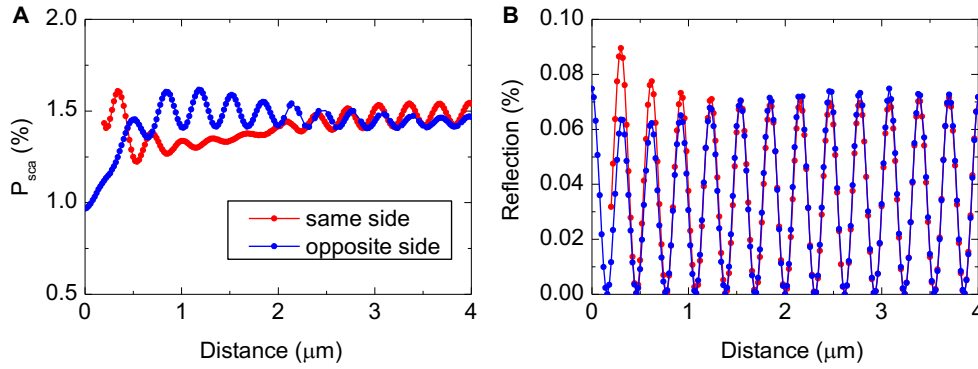 A
2.0
1.5
1.0
0.5
P_sca (%)
same side
opposite side
0
1
2
3
4
Distance (μm)
B
0.10
0.08
0.06
0.04
0.02
0.00
Reflection (%)
0
1
2
3
4
Distance (μm)